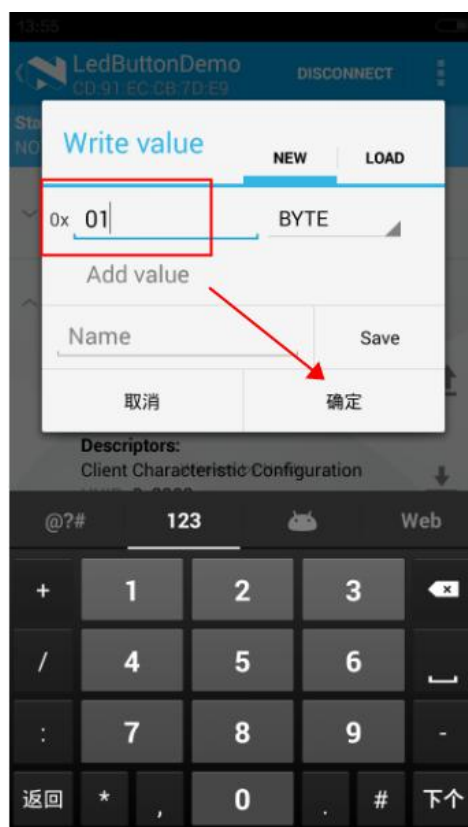 13:55
LedButtonDemo DISCONNECT
CD:91:EC:CB:7D:E9
Sta
NO
Write value NEW LOAD
0x 01 BYTE
Add value
Name Save
取消 确定
Descriptors:
Client Characteristic Configuration
@?# 123 Web
+ 1 2 3
/ 4 5 6
: 7 8 9 -
返回 * , 0 . # 下个